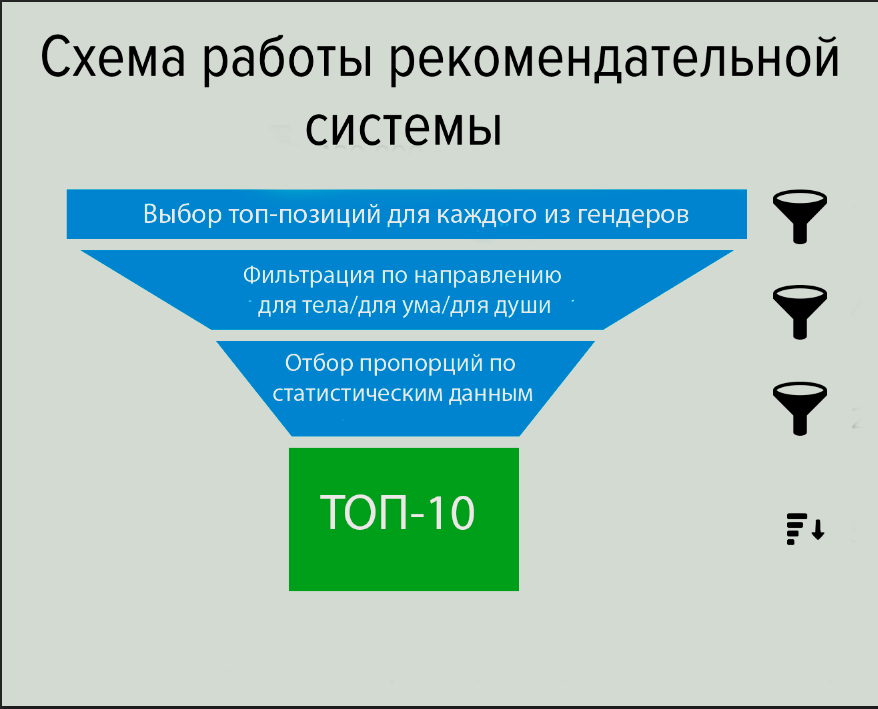 Схема работы рекомендательной
системы
Выбор топ-позиций для каждого из гендеров
Фильтрация по направлению
для тела/для ума/для души
Отбор пропорций по
статистическим данным
ТОП-10